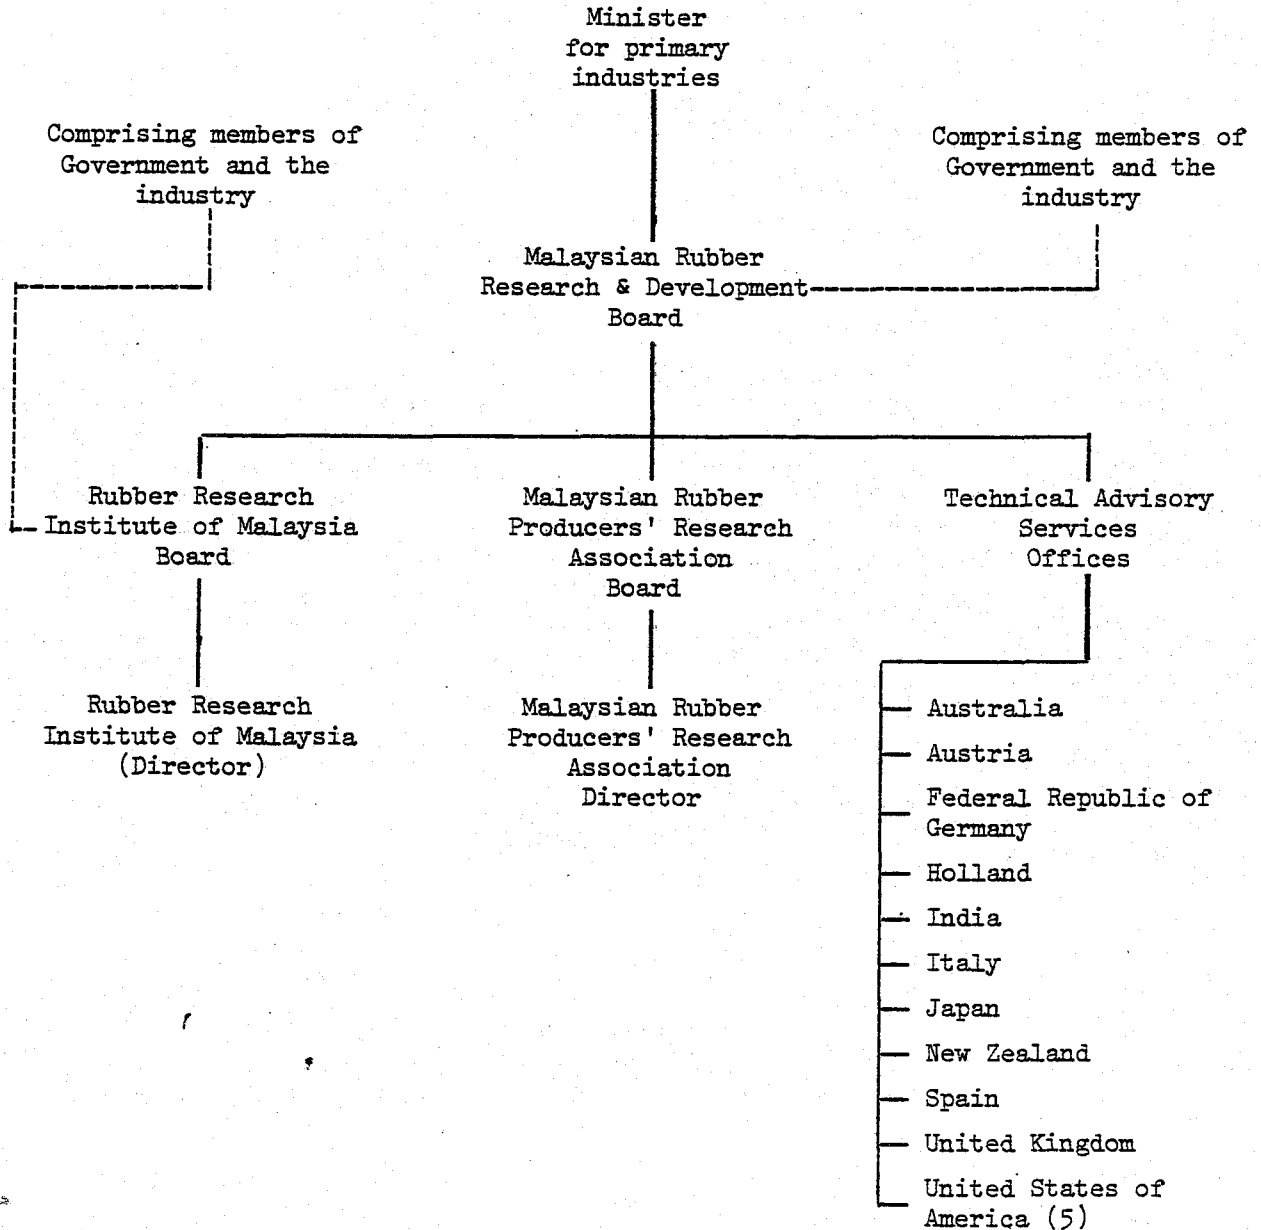 Minister
for primary
industries
Comprising members of
Government and the
industry
Comprising members of
Government and the
industry
Malaysian Rubber
Research & Development
Board
Rubber Research
Institute of Malaysia
Board
Malaysian Rubber
Producers' Research
Association
Board
Technical Advisory
Services
Offices
Rubber Research
Institute of Malaysia
(Director)
Malaysian Rubber
Producers' Research
Association
Director
Australia
Austria
Federal Republic of
Germany
Holland
India
Italy
Japan
New Zealand
Spain
United Kingdom
United States of
America (5)